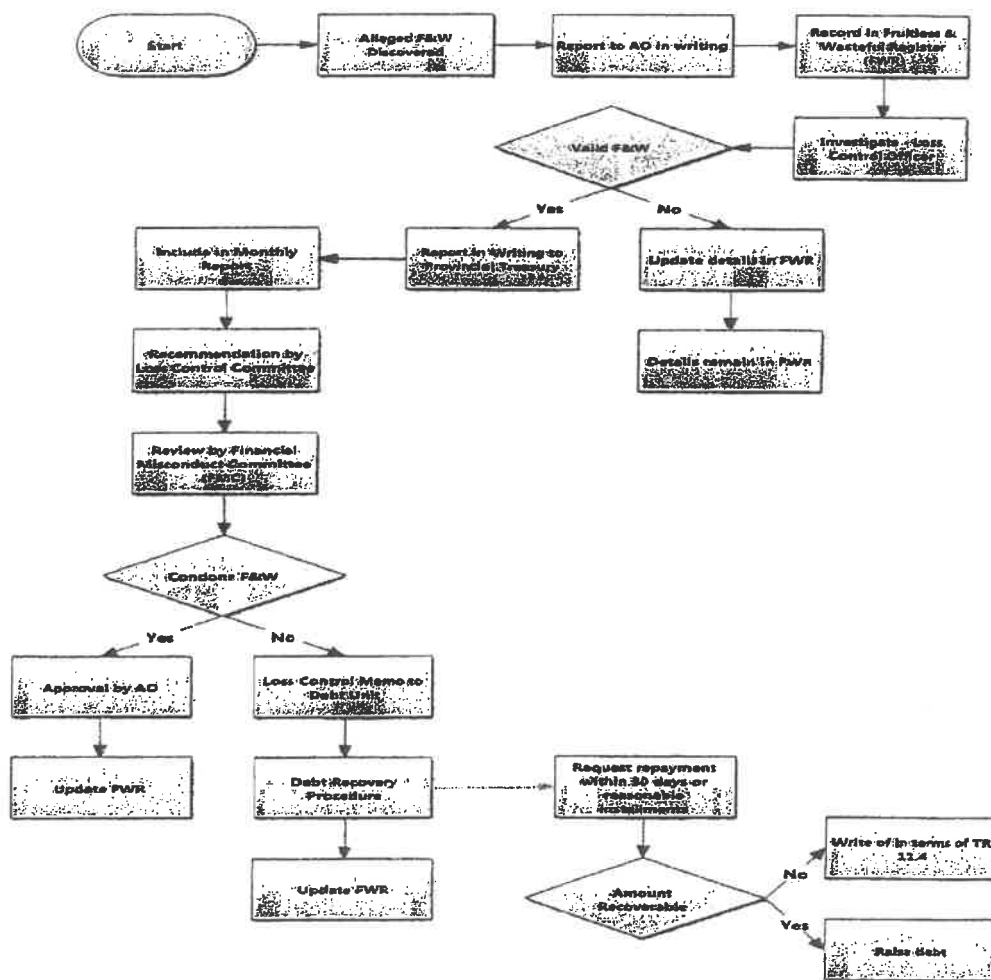 Start
Alleged F&W
Discovered
Report to AO in writing
Record in Fruitless &
Wasteful Register
(FWR)
Investigate - Loss
Control Officer
Valid F&W
Yes
No
Include in Monthly
Report
Report in Writing to
Provincial Treasury
Update details in FWR
Recommendation by
Loss Control Committee
Details remain in FWR
Review by Financial
Misconduct Committee
(FMC)
Condone F&W
Yes
No
Approval by AO
Loss Control Memo to
Debt Unit
Update FWR
Debt Recovery
Procedure
Request repayment
within 30 days or
reasonable
instalments
Update FWR
Amount
Recoverable
No
Write of in terms of TR
Yes
Raise debt